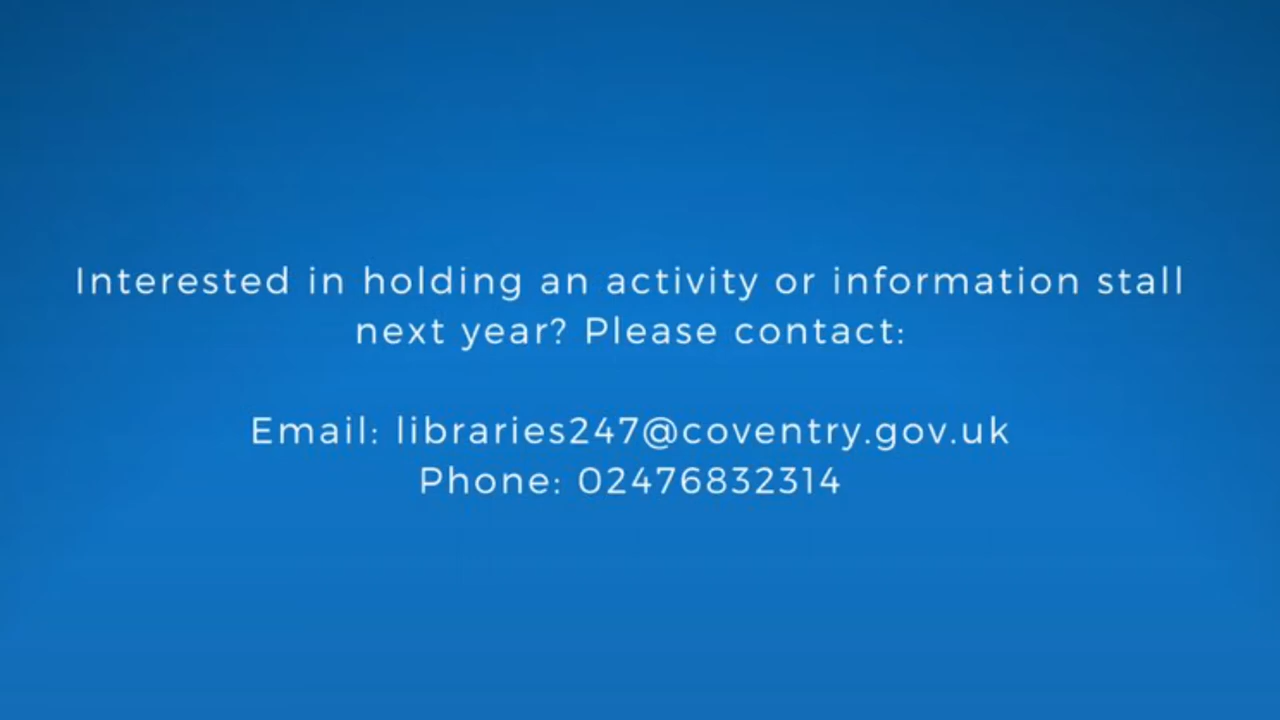 Interested in holding an activity or information stall
next year? Please contact:
Email: libraries247@coventry.gov.uk
Phone: 02476832314